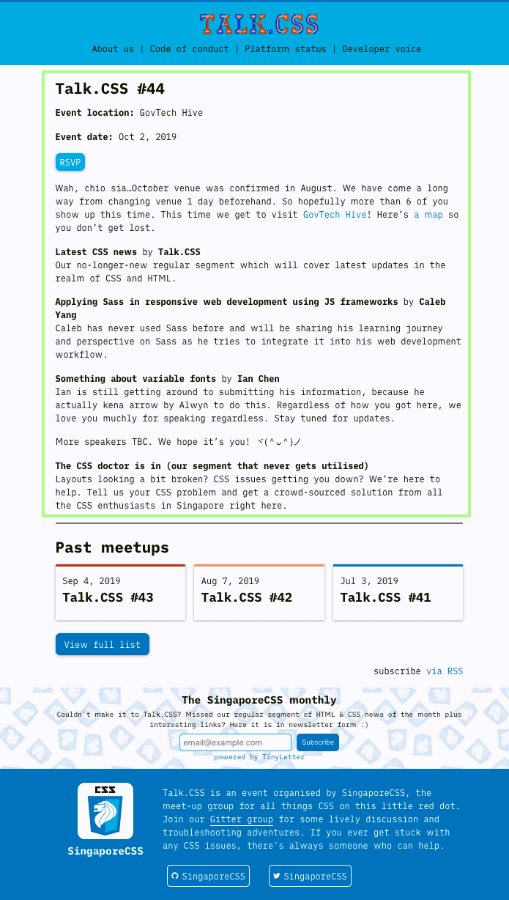 TALK.CSS
About us | Code of conduct | Platform status | Developer voice
Talk.CSS #44
Event location: GovTech Hive
Event date: Oct 2, 2019
RSVP
Wah, chio sia…October venue was confirmed in August. We have come a long
way from changing venue 1 day beforehand. So hopefully more than 6 of you
show up this time. This time we get to visit GovTech Hive! Here’s a map so
you don’t get lost.
Latest CSS news by Talk.CSS
Our no-longer-new regular segment which will cover latest updates in the
realm of CSS and HTML.
Applying Sass in responsive web development using JS frameworks by Caleb
Yang
Caleb has never used Sass before and will be sharing his learning journey
and perspective on Sass as he tries to integrate it into his web development
workflow.
Something about variable fonts by Ian Chen
Ian is still getting around to submitting his information, because he
actually kena arrow by Alwyn to do this. Regardless of how you got here, we
love you muchly for speaking regardless. Stay tuned for updates.
More speakers TBC. We hope it’s you! ヾ(＾ᴗ＾)ノ
The CSS doctor is in (our segment that never gets utilised)
Layouts looking a bit broken? CSS issues getting you down? We’re here to
help. Tell us your CSS problem and get a crowd-sourced solution from all
the CSS enthusiasts in Singapore right here.
Past meetups
Sep 4, 2019 Aug 7, 2019 Jul 3, 2019
Talk.CSS #43 Talk.CSS #42 Talk.CSS #41
View full list
subscribe via RSS
The SingaporeCSS monthly
Couldn't make it to Talk.CSS? Missed our regular segment of HTML & CSS news of the month plus
interesting links? Here it is in newsletter form :)
email@example.com Subscribe
powered by TinyLetter
CSS
SingaporeCSS
Talk.CSS is an event organised by SingaporeCSS, the
meet-up group for all things CSS on this little red dot.
Join our Gitter group for some lively discussion and
troubleshooting adventures. If you ever get stuck with
any CSS issues, there's always someone who can help.
SingaporeCSS SingaporeCSS